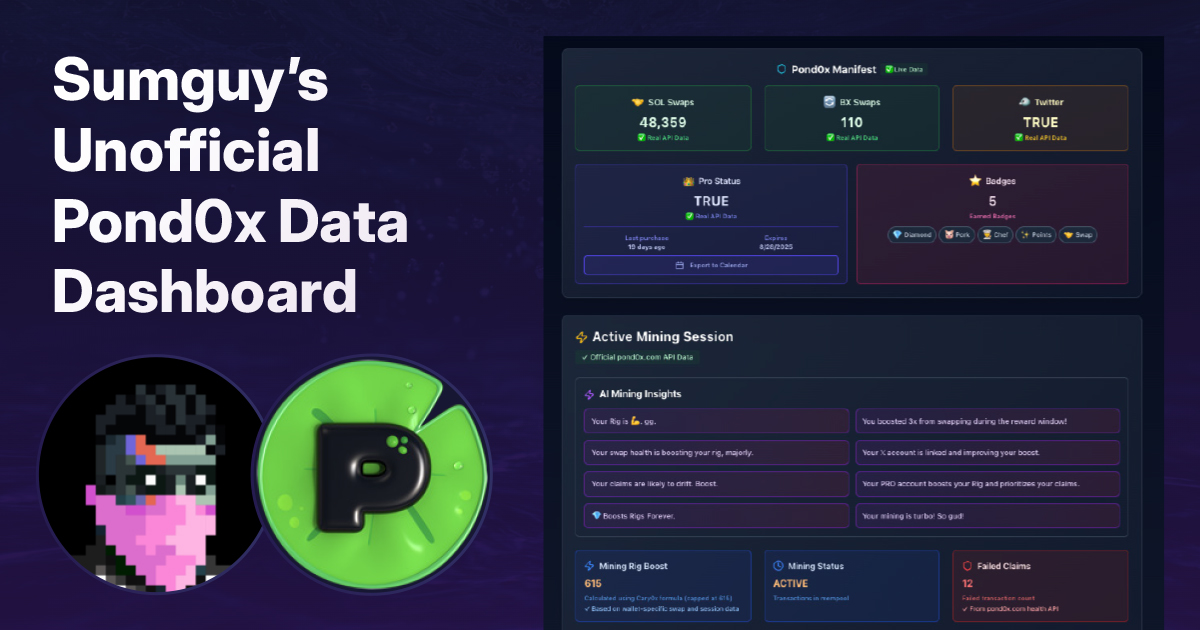 Sumguy's
Unofficial
Pond0x Data
Dashboard
P
Pond0x Manifest
Live Data
SOL Swaps
48,359
Real API Data
BX Swaps
110
Real API Data
Twitter
TRUE
Real API Data
Pro Status
TRUE
Real API Data
Last purchase
15 days ago
Expires
8/26/2025
Export to Calendar
Badges
5
Earned Badges
Diamond
Pork
Chef
Points
Swap
Active Mining Session
✓ Official pond0x.com API Data
AI Mining Insights
Your Rig is 💪. gg.
You boosted 3x from swapping during the reward window!
Your swap health is boosting your rig, majorly.
Your 𝕏 account is linked and improving your boost.
Your claims are likely to drift. Boost.
Your PRO account boosts your Rig and prioritizes your claims.
💎 Boosts Rigs Forever.
Your mining is turbo! So gud!
Mining Rig Boost
615
Calculated using Cary0x formula (capped at 615)
✓ Based on wallet-specific swap and session data
Mining Status
ACTIVE
Transactions in mempool
Failed Claims
12
Failed transaction count
✓ From pond0x.com health API